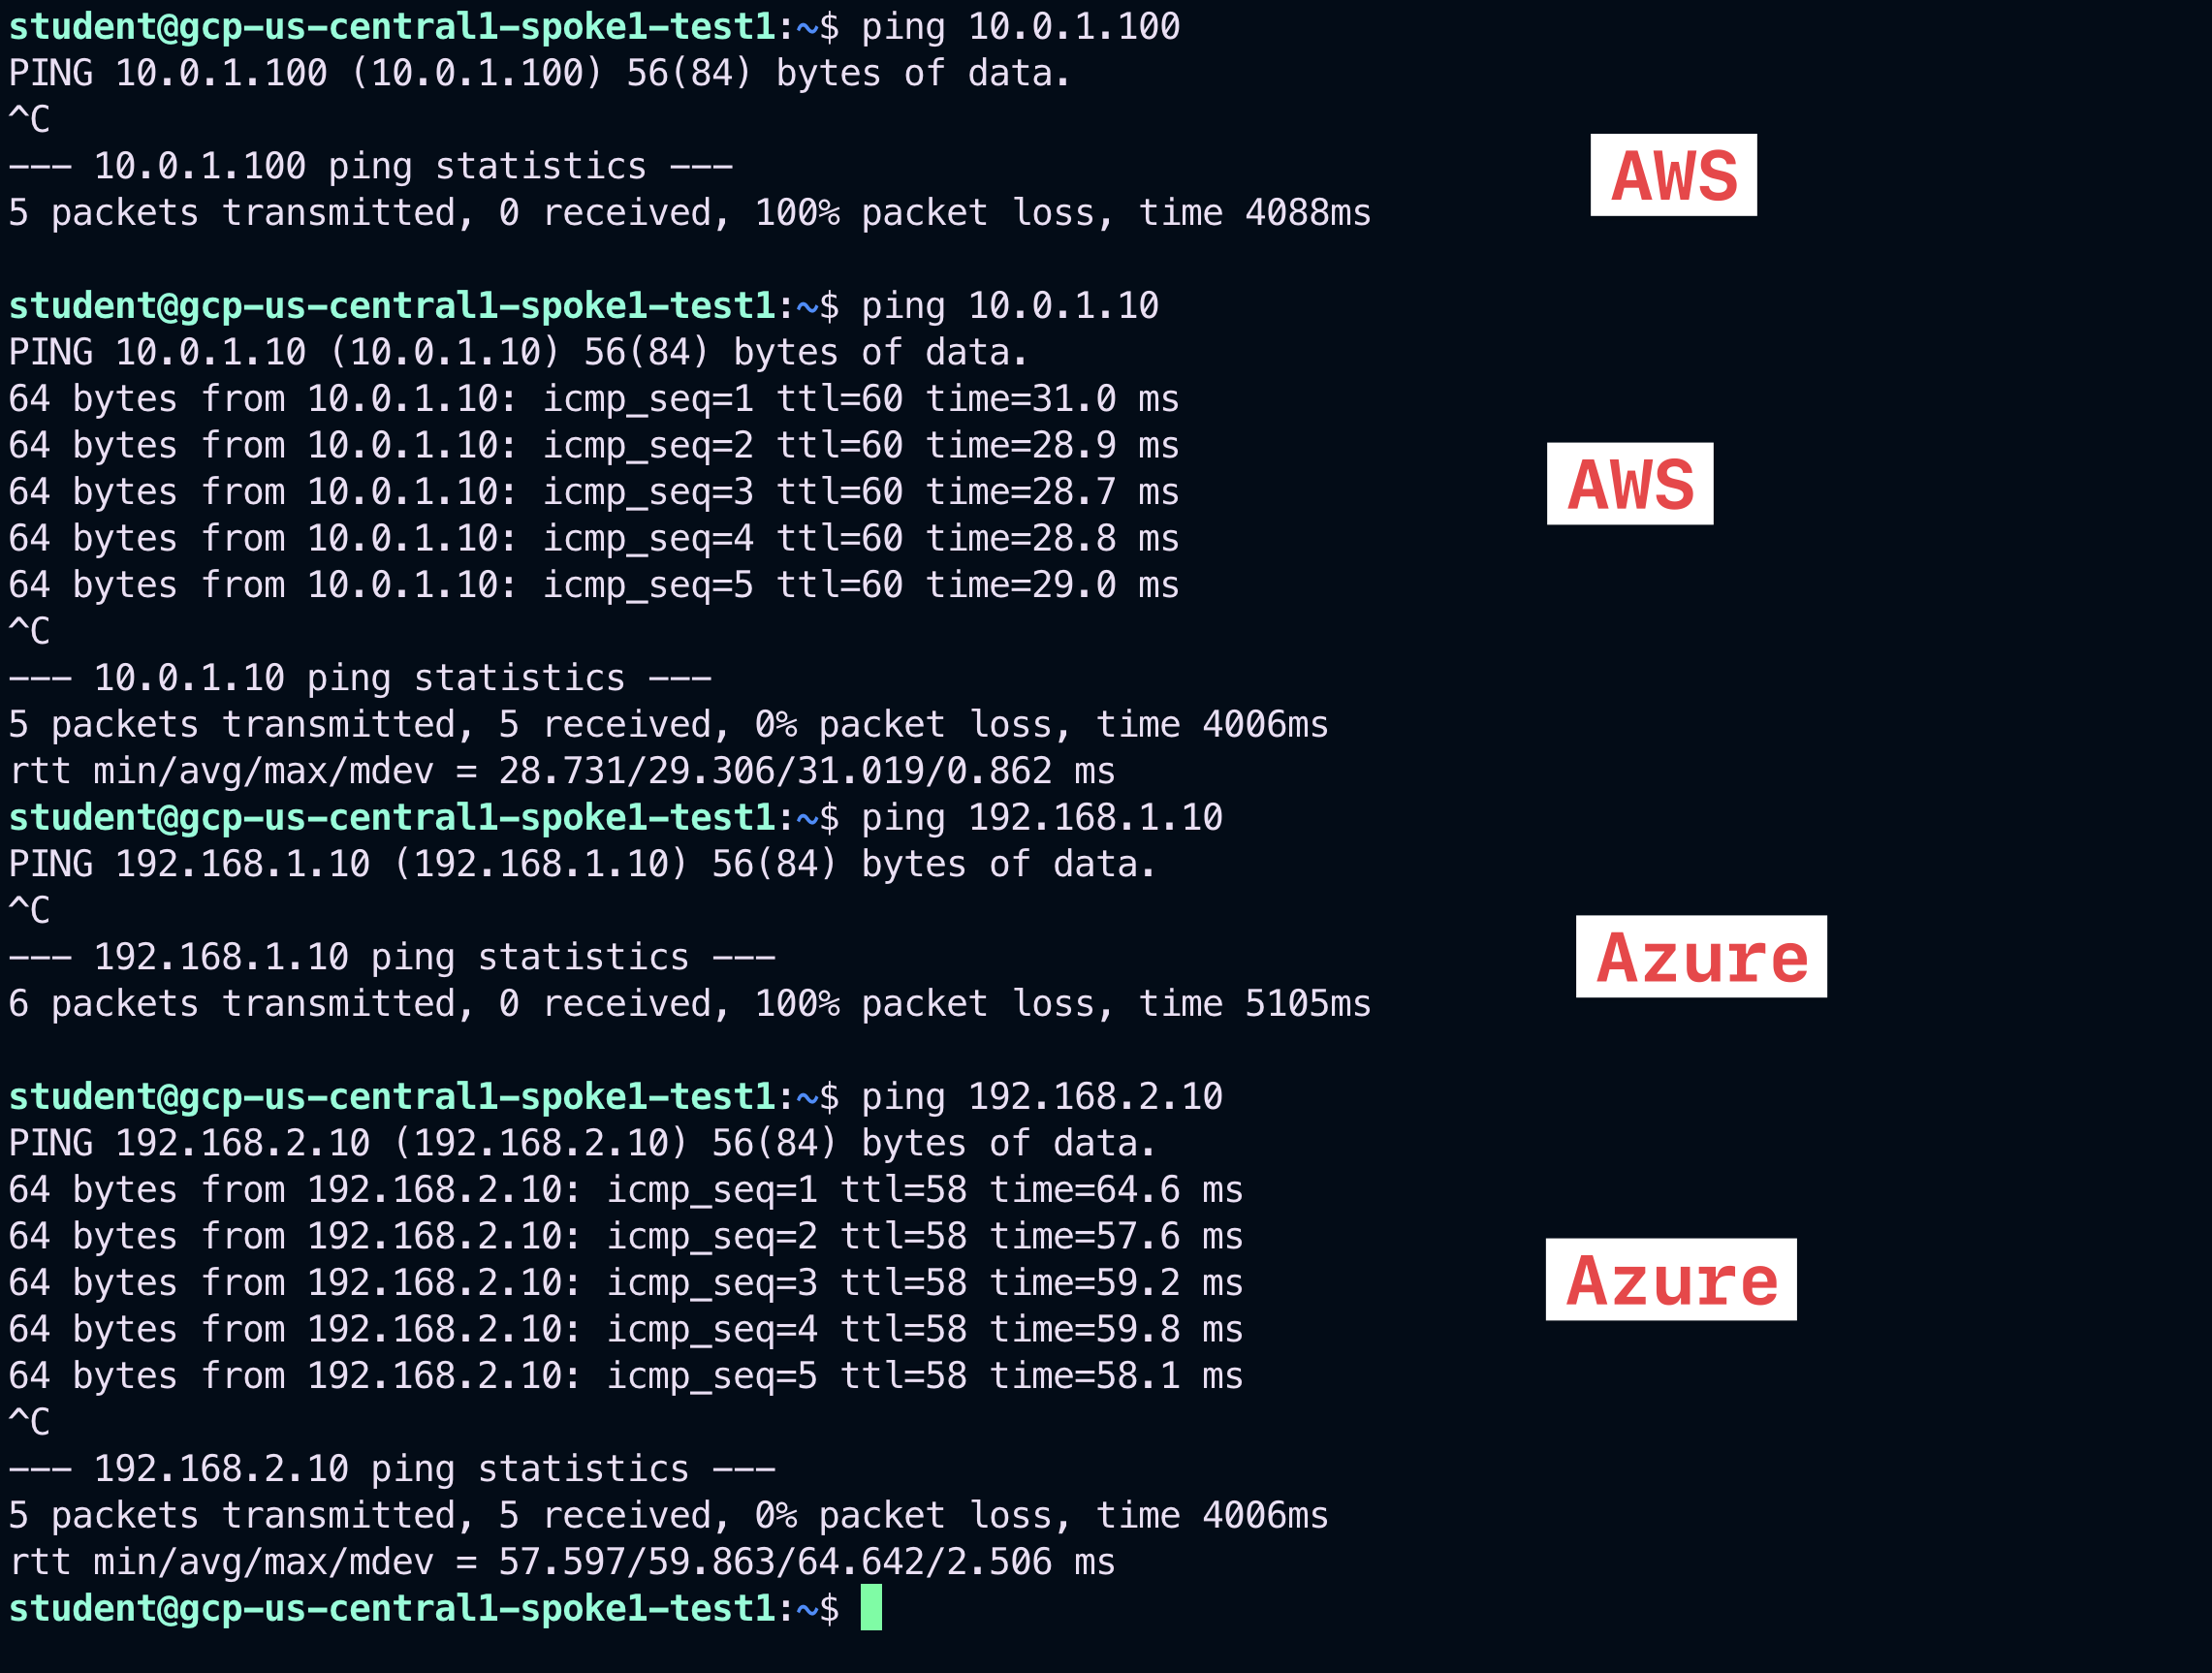 student@gcp-us-central1-spoke1-test1:~$ ping 10.0.1.100
PING 10.0.1.100 (10.0.1.100) 56(84) bytes of data.
^C
--- 10.0.1.100 ping statistics ---
AWS
5 packets transmitted, 0 received, 100% packet loss, time 4088ms
student@gcp-us-central1-spoke1-test1:~$ ping 10.0.1.10
PING 10.0.1.10 (10.0.1.10) 56(84) bytes of data.
64 bytes from 10.0.1.10: icmp_seq=1 ttl=60 time=31.0 ms
64 bytes from 10.0.1.10: icmp_seq=2 ttl=60 time=28.9 ms
64 bytes from 10.0.1.10: icmp_seq=3 ttl=60 time=28.7 ms
AWS
64 bytes from 10.0.1.10: icmp_seq=4 ttl=60 time=28.8 ms
64 bytes from 10.0.1.10: icmp_seq=5 ttl=60 time=29.0 ms
^C
--- 10.0.1.10 ping statistics ---
5 packets transmitted, 5 received, 0% packet loss, time 4006ms
rtt min/avg/max/mdev = 28.731/29.306/31.019/0.862 ms
student@gcp-us-central1-spoke1-test1:~$ ping 192.168.1.10
PING 192.168.1.10 (192.168.1.10) 56(84) bytes of data.
^C
--- 192.168.1.10 ping statistics ---
Azure
6 packets transmitted, 0 received, 100% packet loss, time 5105ms
student@gcp-us-central1-spoke1-test1:~$ ping 192.168.2.10
PING 192.168.2.10 (192.168.2.10) 56(84) bytes of data.
64 bytes from 192.168.2.10: icmp_seq=1 ttl=58 time=64.6 ms
64 bytes from 192.168.2.10: icmp_seq=2 ttl=58 time=57.6 ms
64 bytes from 192.168.2.10: icmp_seq=3 ttl=58 time=59.2 ms
Azure
64 bytes from 192.168.2.10: icmp_seq=4 ttl=58 time=59.8 ms
64 bytes from 192.168.2.10: icmp_seq=5 ttl=58 time=58.1 ms
^C
--- 192.168.2.10 ping statistics ---
5 packets transmitted, 5 received, 0% packet loss, time 4006ms
rtt min/avg/max/mdev = 57.597/59.863/64.642/2.506 ms
student@gcp-us-central1-spoke1-test1:~$